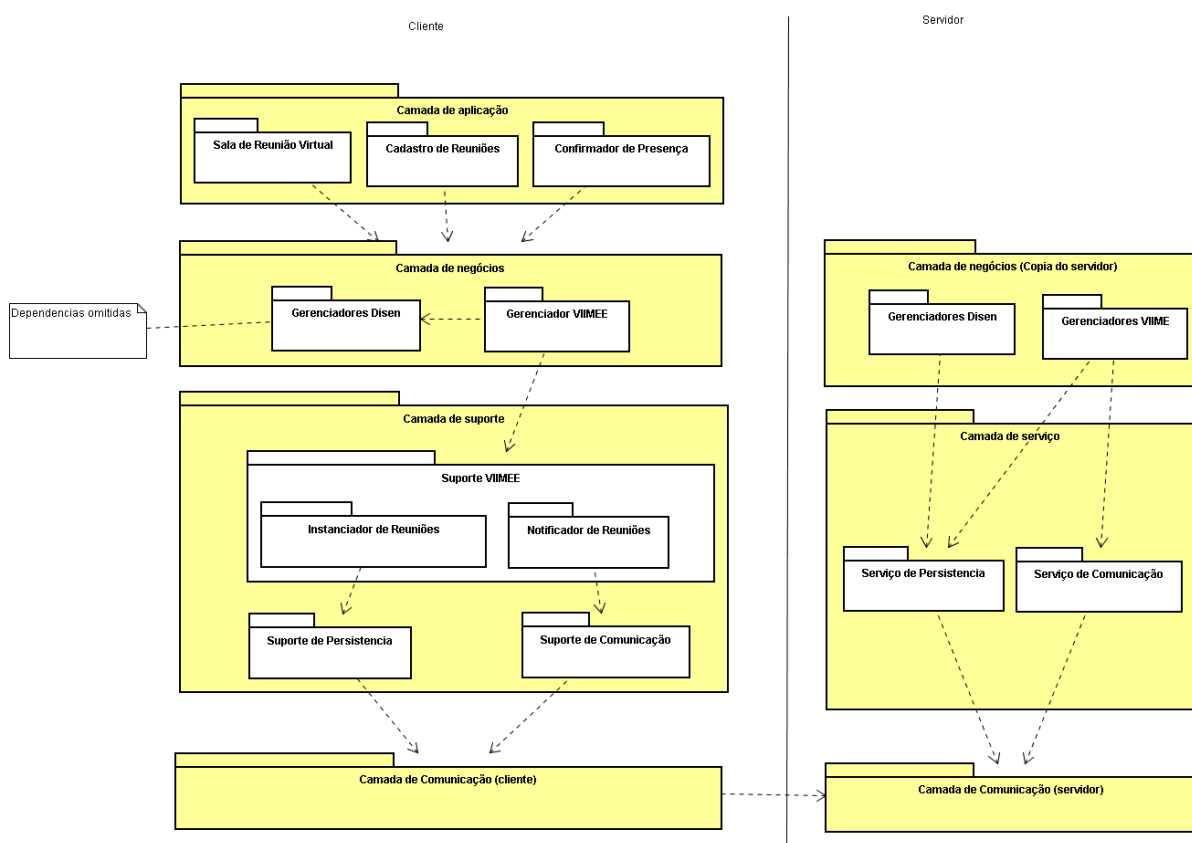 Cliente
Servidor
Camada de aplicação
Sala de Reunião Virtual
Cadastro de Reuniões
Confirmador de Presença
Camada de negócios
Gerenciadores Disen
Gerenciador VIIMEE
Dependencias omitidas
Camada de suporte
Suporte VIIMEE
Instanciador de Reuniões
Notificador de Reuniões
Suporte de Persistencia
Suporte de Comunicação
Camada de Comunicação (cliente)
Camada de negócios (Copia do servidor)
Gerenciadores Disen
Gerenciadores VIIME
Camada de serviço
Serviço de Persistencia
Serviço de Comunicação
Camada de Comunicação (servidor)